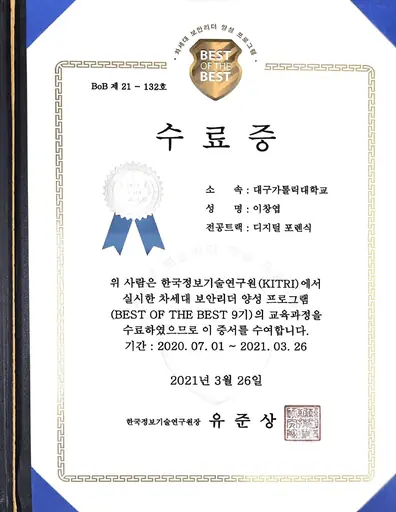 · 차세대 보안리더 양성 프로그램 ·
BEST
OF THE
BEST
BoB 제 21 - 132호
수료증
소 속 : 대구가톨릭대학교
성 명 : 이창엽
전공트랙 : 디지털 포렌식
위 사람은 한국정보기술연구원(KITRI)에서
실시한 차세대 보안리더 양성 프로그램
(BEST OF THE BEST 9기)의 교육과정을
수료하였으므로 이 증서를 수여합니다.
기간 : 2020. 07. 01 ~ 2021. 03. 26
2021년 3월 26일
한국정보기술연구원장 유준상